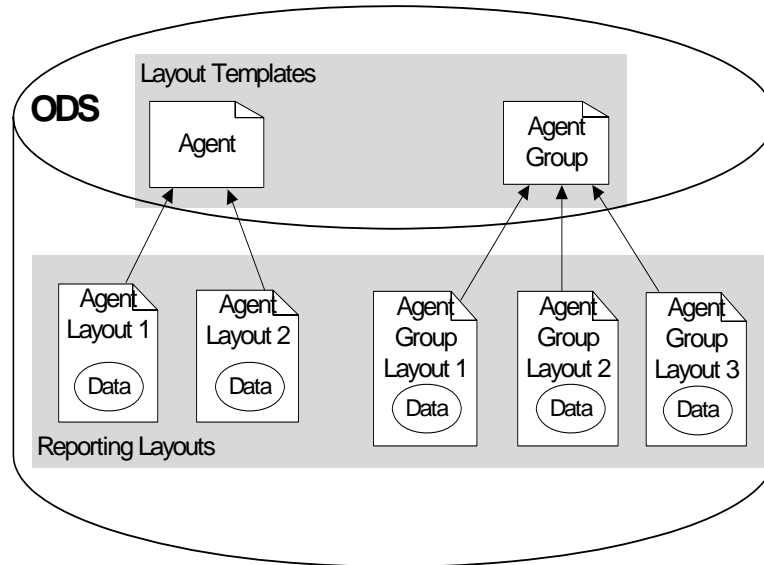 Layout Templates
ODS
Agent
Agent
Group
Agent
Layout 1
Data
Agent
Layout 2
Data
Agent
Group
Layout 1
Data
Agent
Group
Layout 2
Data
Agent
Group
Layout 3
Data
Reporting Layouts